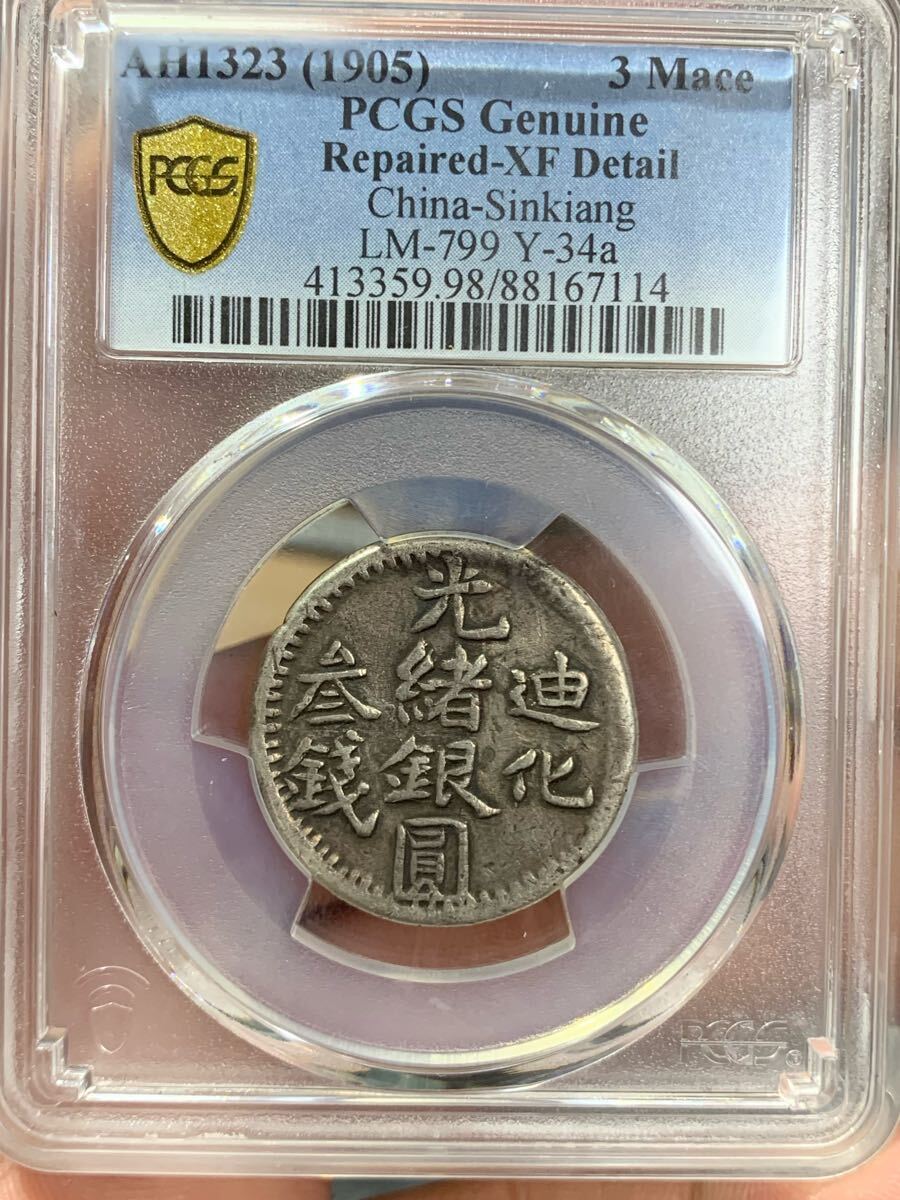 AH1323 (1905) 3 Mace
PCGS Genuine
Repaired-XF Detail
China-Sinkiang
LM-799 Y-34a
413359.98/88167114
PCGS
光緒銀圓
迪化
叁錢
PCGS